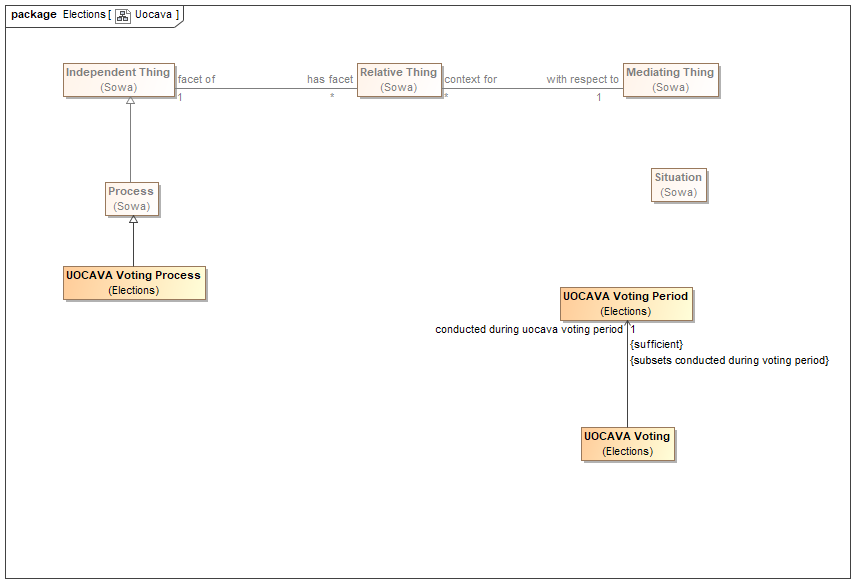 package Elections [ Uocava ]
Independent Thing
(Sowa)
facet of
1
has facet
*
Relative Thing
(Sowa)
context for
*
with respect to
1
Mediating Thing
(Sowa)
Process
(Sowa)
Situation
(Sowa)
UOCAVA Voting Process
(Elections)
UOCAVA Voting Period
(Elections)
conducted during uocava voting period 1
{sufficient}
{subsets conducted during voting period}
UOCAVA Voting
(Elections)